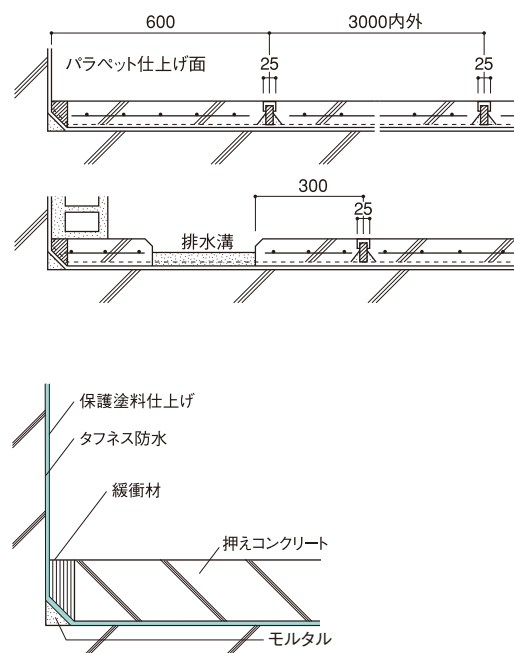 600
3000内外
パラペット仕上げ面
25
25
300
25
排水溝
保護塗料仕上げ
タフネス防水
緩衝材
押えコンクリート
モルタル